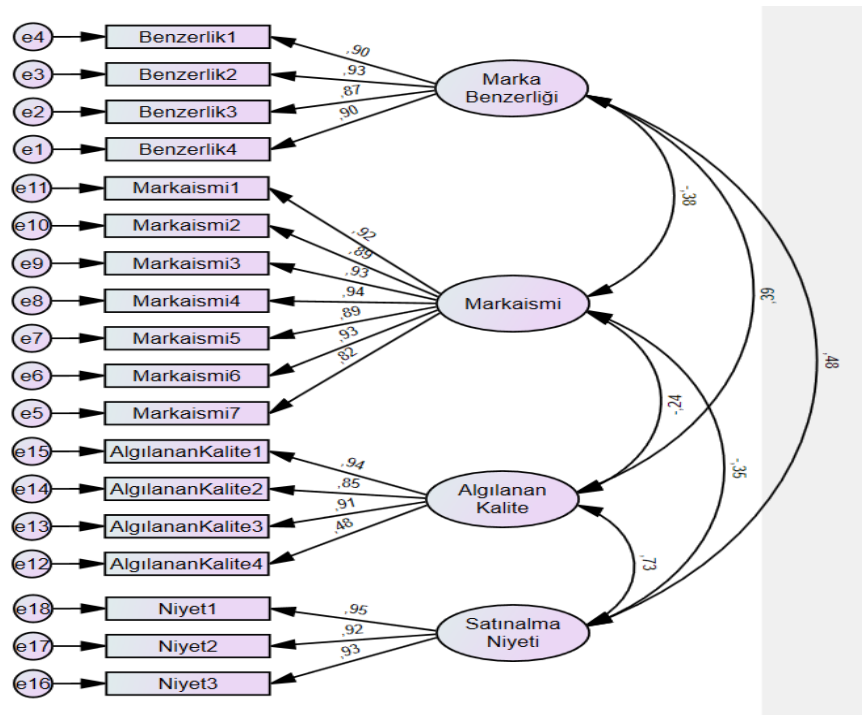 e4 Benzerlik1 ,90
e3 Benzerlik2 ,93
e2 Benzerlik3 ,87
e1 Benzerlik4 ,90
Marka
Benzerliği
e11 Markaismi1 ,92
e10 Markaismi2 ,89
e9 Markaismi3 ,93
e8 Markaismi4 ,94
e7 Markaismi5 ,89
e6 Markaismi6 ,93
e5 Markaismi7 ,82
Markaismi
e15 AlgılananKalite1 ,94
e14 AlgılananKalite2 ,85
e13 AlgılananKalite3 ,91
e12 AlgılananKalite4 ,48
Algılanan
Kalite
e18 Niyet1 ,95
e17 Niyet2 ,92
e16 Niyet3 ,93
Satınalma
Niyeti
-,38
,39
,48
-,24
-,35
,73